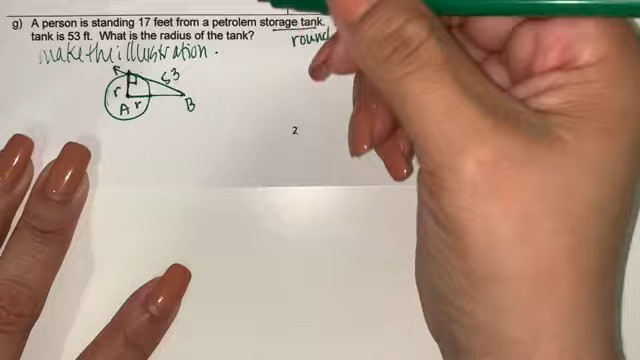 g) A person is standing 17 feet from a petrolem storage tank.
tank is 53 ft. What is the radius of the tank?
round
make the illustration.
53
r
A r
B
2